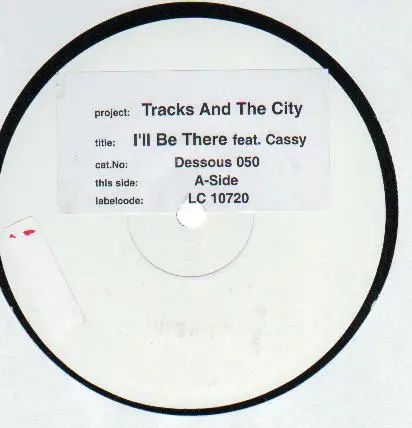 project: Tracks And The City
title: I'll Be There feat. Cassy
cat.No: Dessous 050
this side: A-Side
labelcode: LC 10720